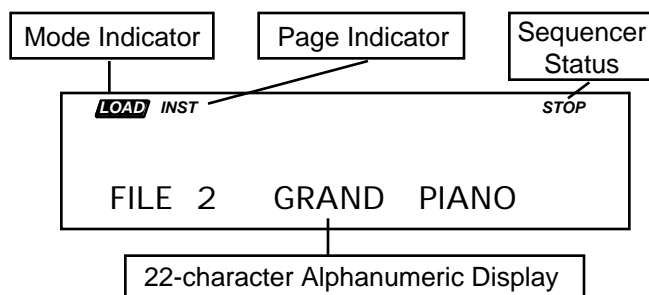 Mode Indicator
Page Indicator
Sequencer
Status
LOAD INST
STOP
FILE 2 GRAND PIANO
22-character Alphanumeric Display